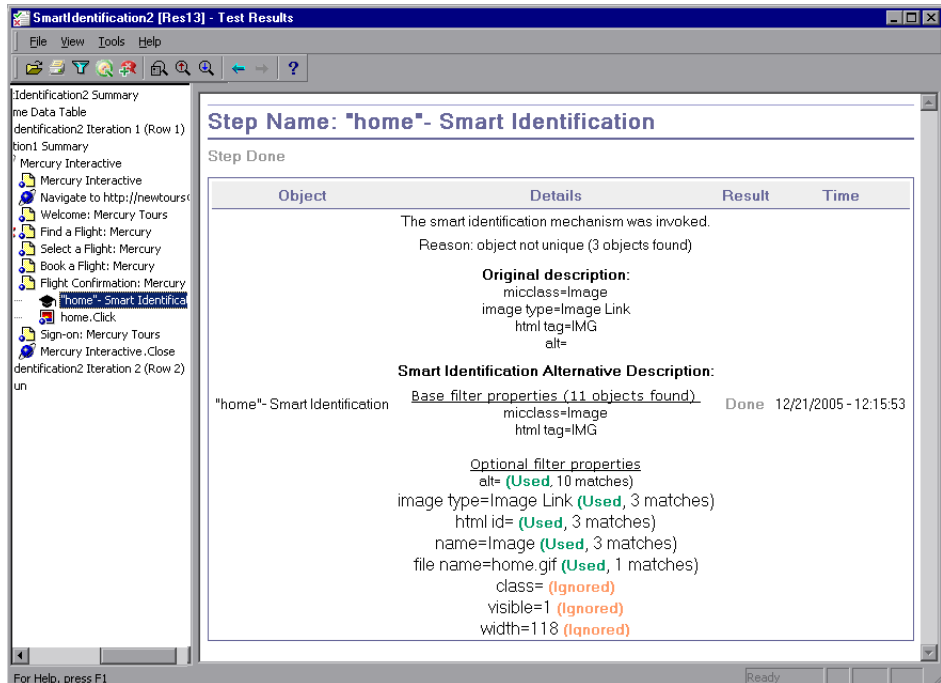 SmartIdentification2 [Res13] - Test Results
File View Tools Help
:Identification2 Summary
me Data Table
dentification2 Iteration 1 (Row 1)
tion1 Summary
Mercury Interactive
Mercury Interactive
Navigate to http://newtours
Welcome: Mercury Tours
Find a Flight: Mercury
Select a Flight: Mercury
Book a Flight: Mercury
Flight Confirmation: Mercury
"home"- Smart Identifica
home.Click
Sign-on: Mercury Tours
Mercury Interactive.Close
dentification2 Iteration 2 (Row 2)
un
Step Name: "home"- Smart Identification
Step Done
Object Details Result Time
The smart identification mechanism was invoked.
Reason: object not unique (3 objects found)
Original description:
micclass=Image
image type=Image Link
html tag=IMG
alt=
Smart Identification Alternative Description:
"home"- Smart Identification Base filter properties (11 objects found) Done 12/21/2005 - 12:15:53
micclass=Image
html tag=IMG
Optional filter properties
alt= (Used, 10 matches)
image type=Image Link (Used, 3 matches)
html id= (Used, 3 matches)
name=Image (Used, 3 matches)
file name=home.gif (Used, 1 matches)
class= (Ignored)
visible=1 (Ignored)
width=118 (Ignored)
For Help, press F1
Ready